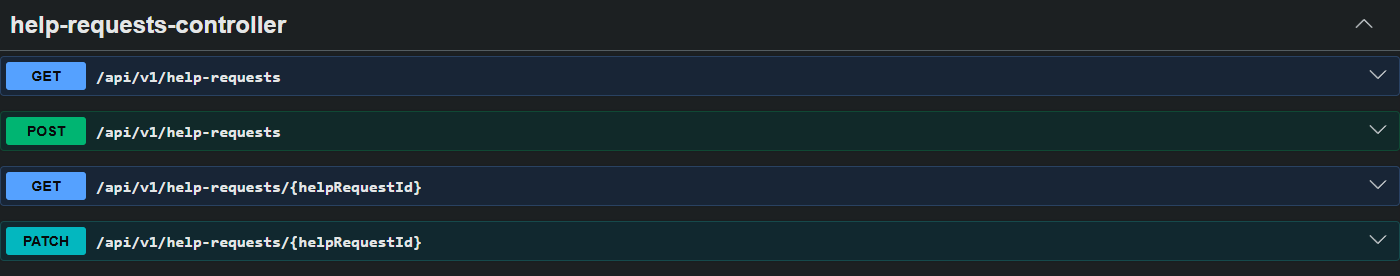 help-requests-controller
GET /api/v1/help-requests
POST /api/v1/help-requests
GET /api/v1/help-requests/{helpRequestId}
PATCH /api/v1/help-requests/{helpRequestId}